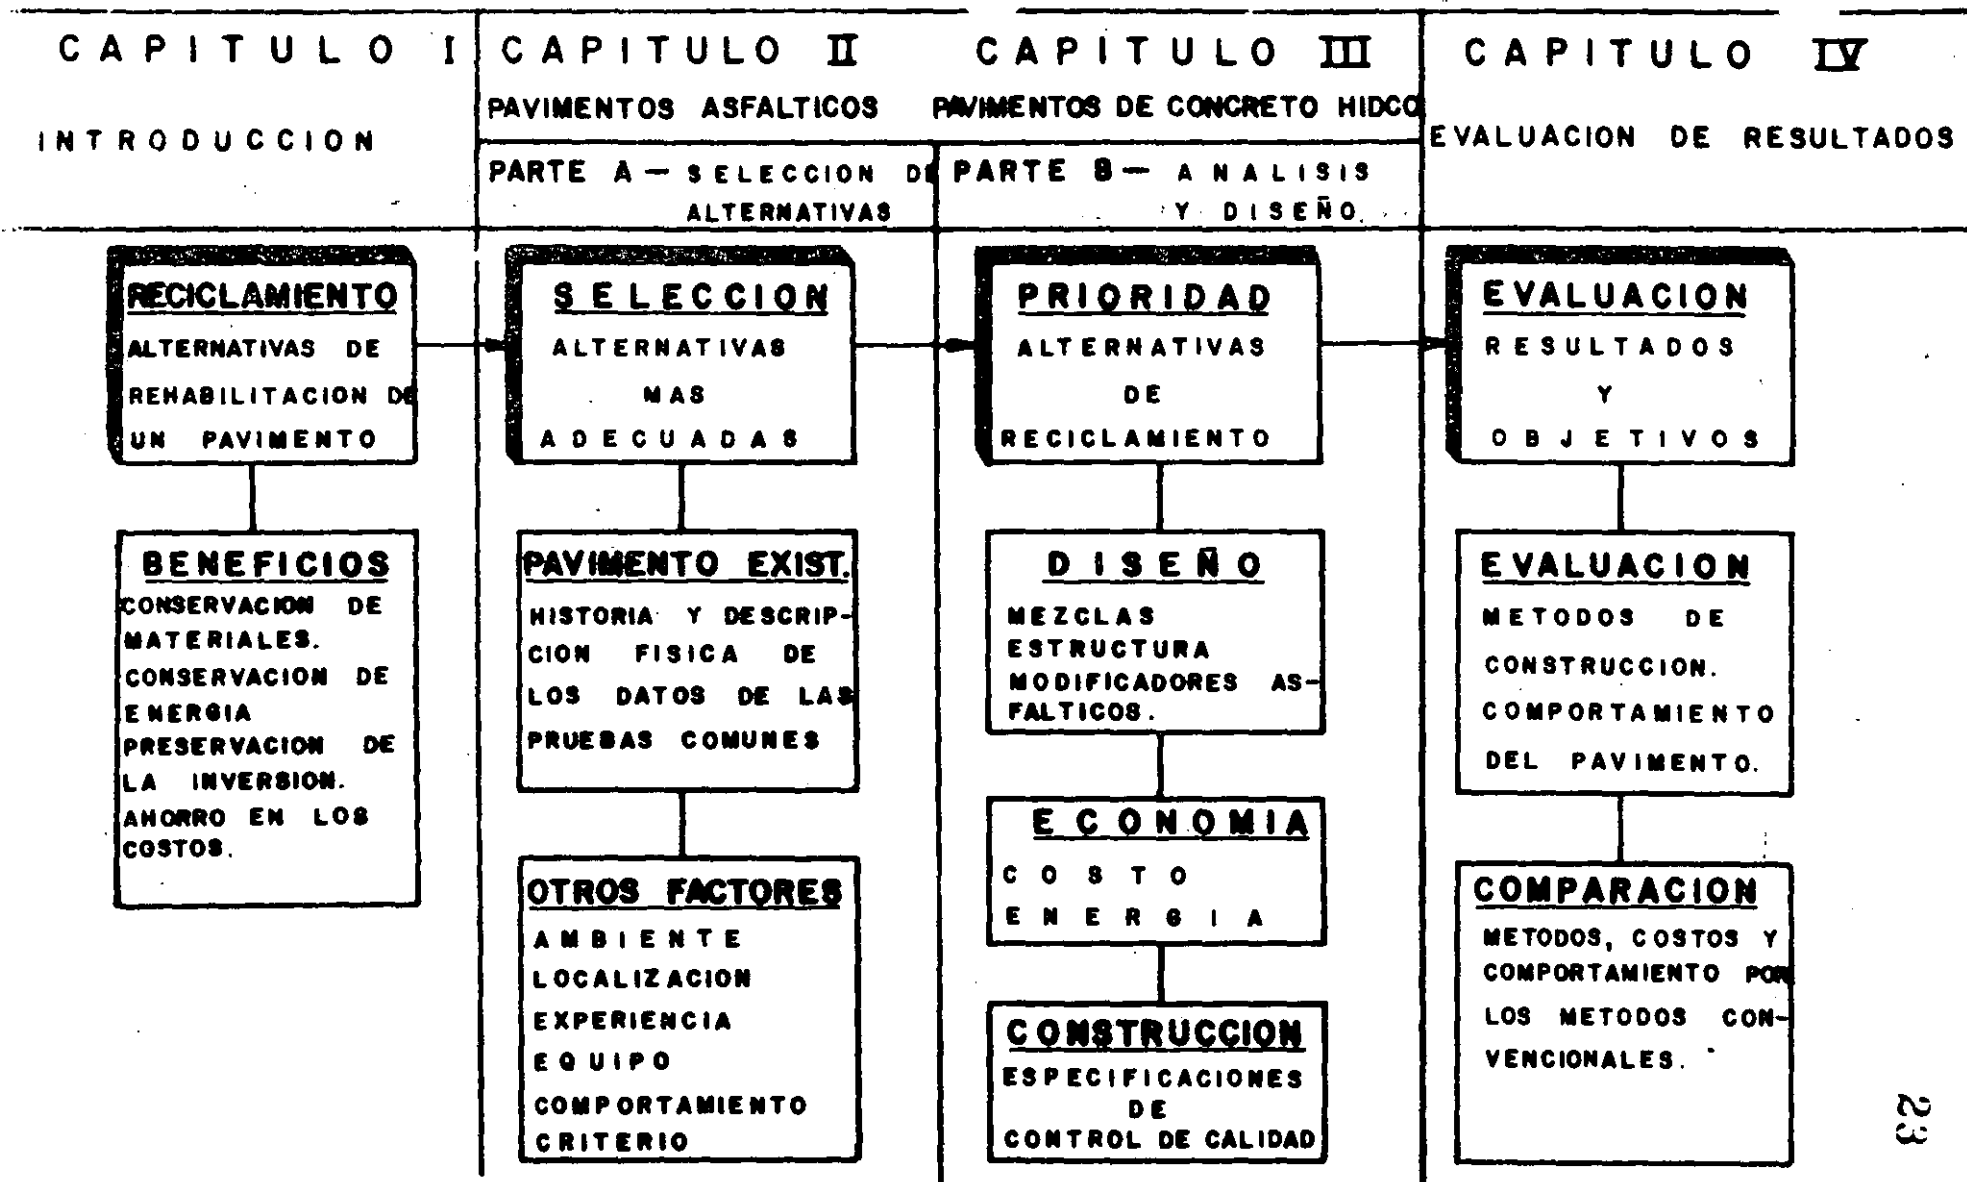 CAPITULO I
INTRODUCCION
CAPITULO II
PAVIMENTOS ASFALTICOS
CAPITULO III
PAVIMENTOS DE CONCRETO HIDCO
PARTE A — SELECCION DE
ALTERNATIVAS
PARTE B — ANALISIS
Y DISEÑO
CAPITULO IV
EVALUACION DE RESULTADOS
RECICLAMIENTO
ALTERNATIVAS DE
REHABILITACION DE
UN PAVIMENTO
BENEFICIOS
CONSERVACION DE
MATERIALES.
CONSERVACION DE
ENERGIA
PRESERVACION DE
LA INVERSION.
AHORRO EN LOS
COSTOS.
SELECCION
ALTERNATIVAS
MAS
ADECUADAS
PAVIMENTO EXIST.
HISTORIA Y DESCRIP-
CION FISICA DE
LOS DATOS DE LAS
PRUEBAS COMUNES
OTROS FACTORES
AMBIENTE
LOCALIZACION
EXPERIENCIA
EQUIPO
COMPORTAMIENTO
CRITERIO
PRIORIDAD
ALTERNATIVAS
DE
RECICLAMIENTO
DISEÑO
MEZCLAS
ESTRUCTURA
MODIFICADORES AS-
FALTICOS.
ECONOMIA
COSTO
ENERGIA
CONSTRUCCION
ESPECIFICACIONES
DE
CONTROL DE CALIDAD
EVALUACION
RESULTADOS
Y
OBJETIVOS
EVALUACION
METODOS DE
CONSTRUCCION.
COMPORTAMIENTO
DEL PAVIMENTO.
COMPARACION
METODOS, COSTOS Y
COMPORTAMIENTO POR
LOS METODOS CON-
VENCIONALES.
23